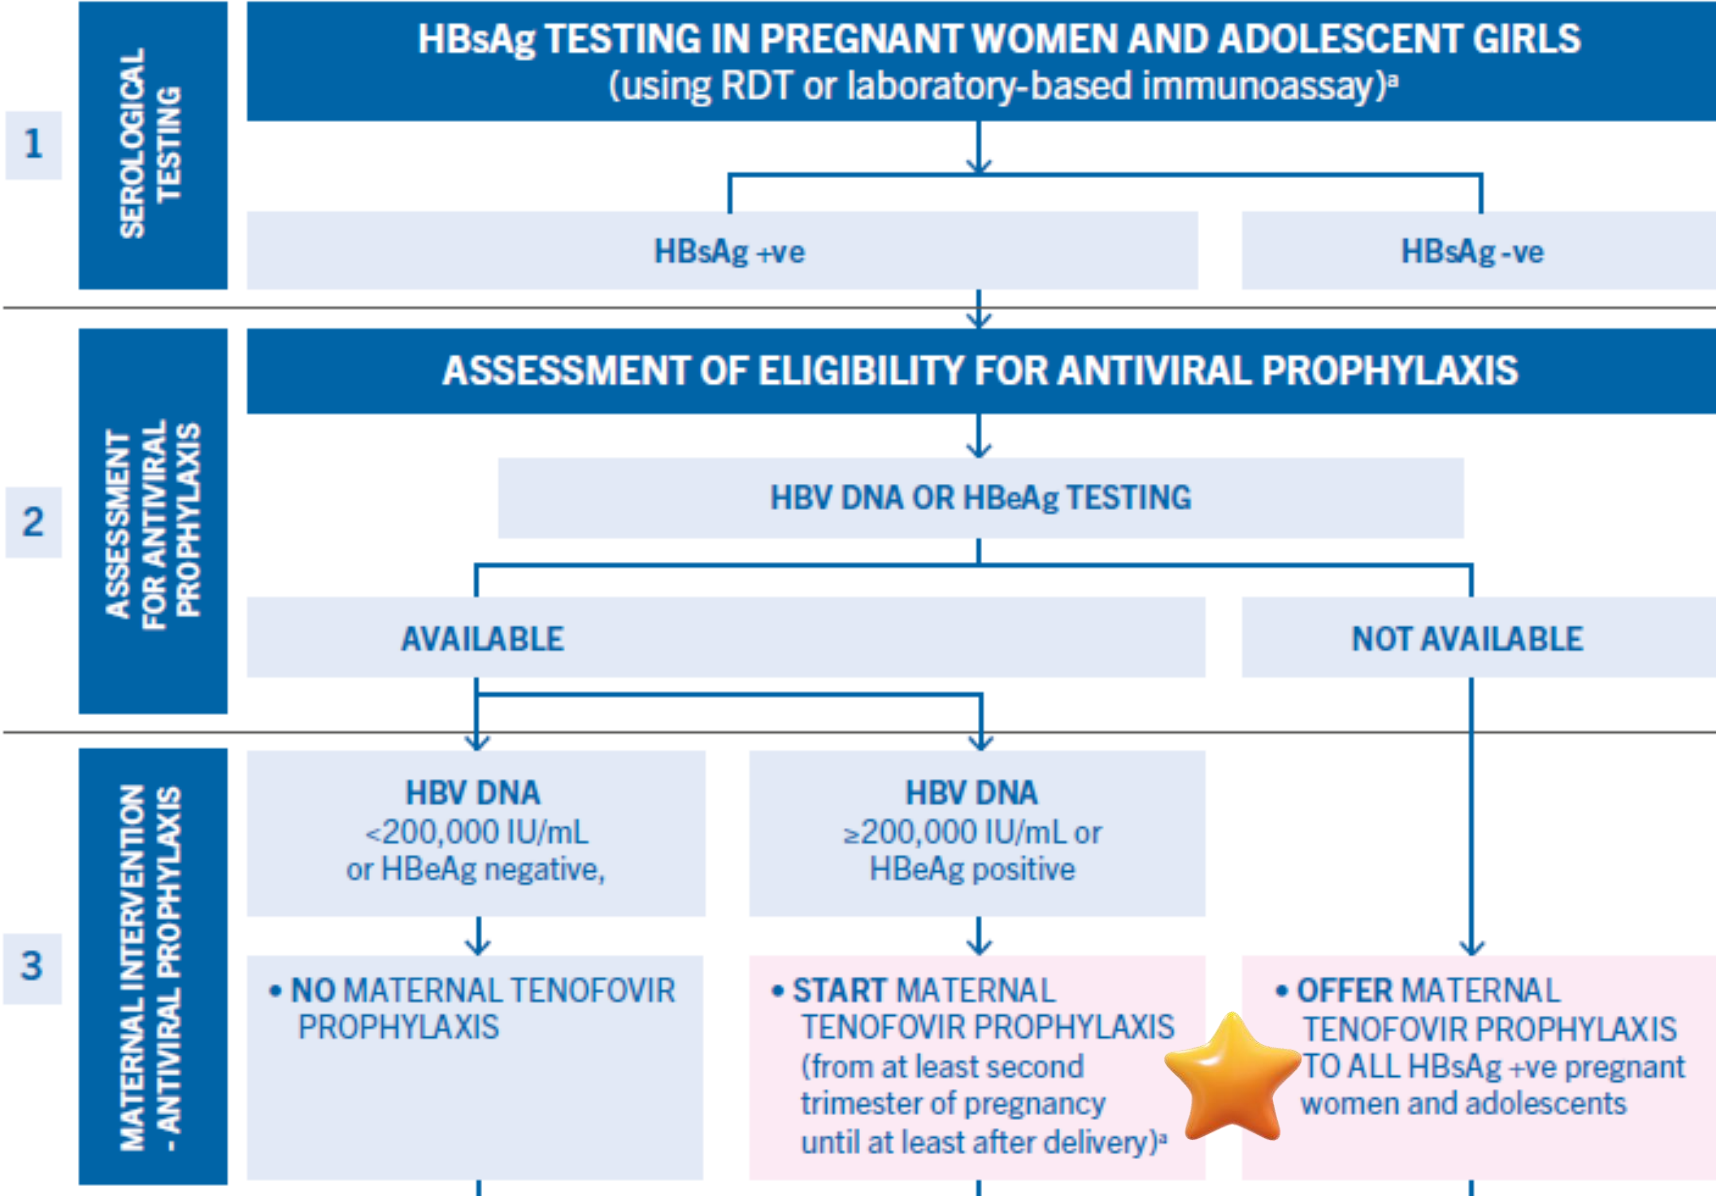 HBsAg TESTING IN PREGNANT WOMEN AND ADOLESCENT GIRLS
(using RDT or laboratory-based immunoassay)ᵃ
1
SEROLOGICAL
TESTING
HBsAg +ve
HBsAg -ve
ASSESSMENT OF ELIGIBILITY FOR ANTIVIRAL PROPHYLAXIS
2
ASSESSMENT
FOR ANTIVIRAL
PROPHYLAXIS
HBV DNA OR HBeAg TESTING
AVAILABLE
NOT AVAILABLE
3
MATERNAL INTERVENTION
- ANTIVIRAL PROPHYLAXIS
HBV DNA
<200,000 IU/mL
or HBeAg negative,
HBV DNA
≥200,000 IU/mL or
HBeAg positive
• NO MATERNAL TENOFOVIR
PROPHYLAXIS
• START MATERNAL
TENOFOVIR PROPHYLAXIS
(from at least second
trimester of pregnancy
until at least after delivery)ᵃ
• OFFER MATERNAL
TENOFOVIR PROPHYLAXIS
TO ALL HBsAg +ve pregnant
women and adolescents